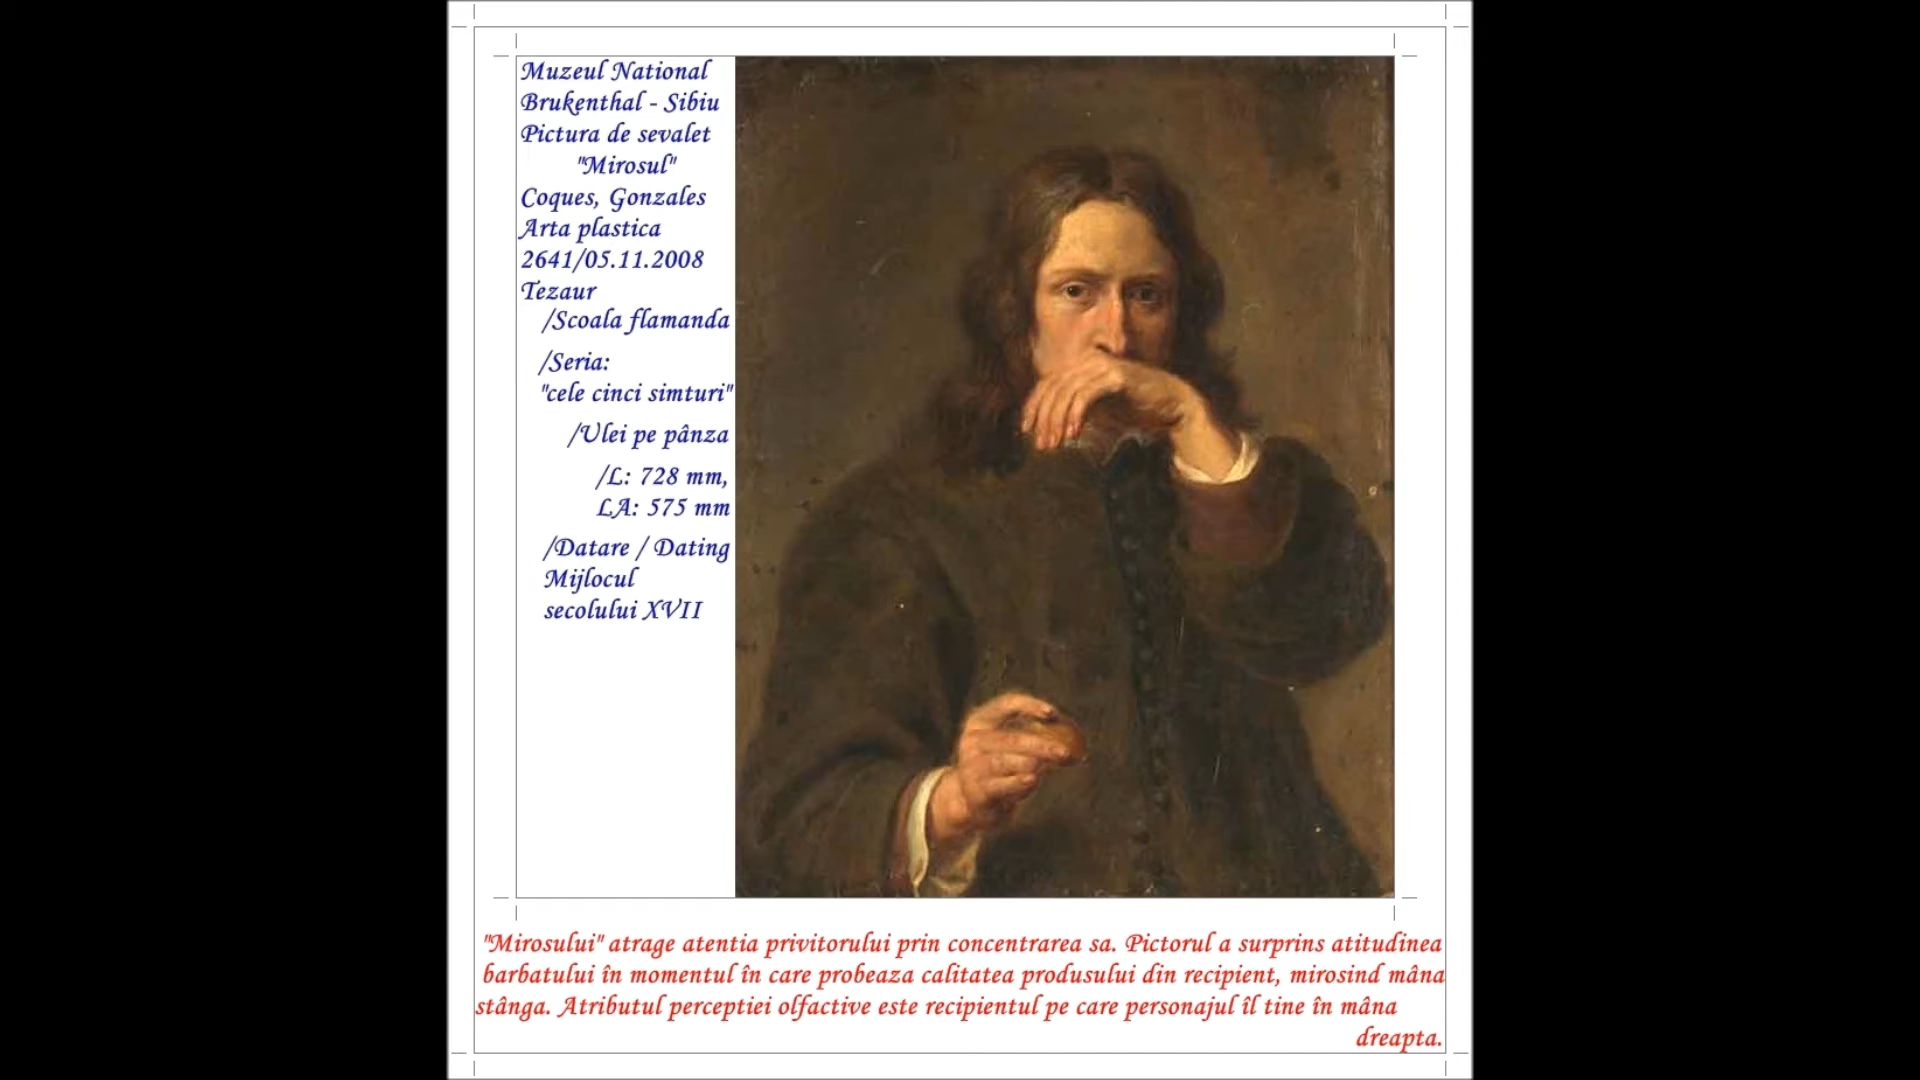 Muzeul National
Brukenthal - Sibiu
Pictura de sevalet
"Mirosul"
Coques, Gonzales
Arta plastica
2641/05.11.2008
Tezaur
/Scoala flamanda
/Seria:
"cele cinci simturi"
/Ulei pe pânza
/L: 728 mm,
LA: 575 mm
/Datare / Dating
Mijlocul
secolului XVII
"Mirosului" atrage atentia privitorului prin concentrarea sa. Pictorul a surprins atitudinea
barbatului în momentul în care probeaza calitatea produsului din recipient, mirosind mâna
stânga. Atributul perceptiei olfactive este recipientul pe care personajul îl tine în mâna
dreapta.